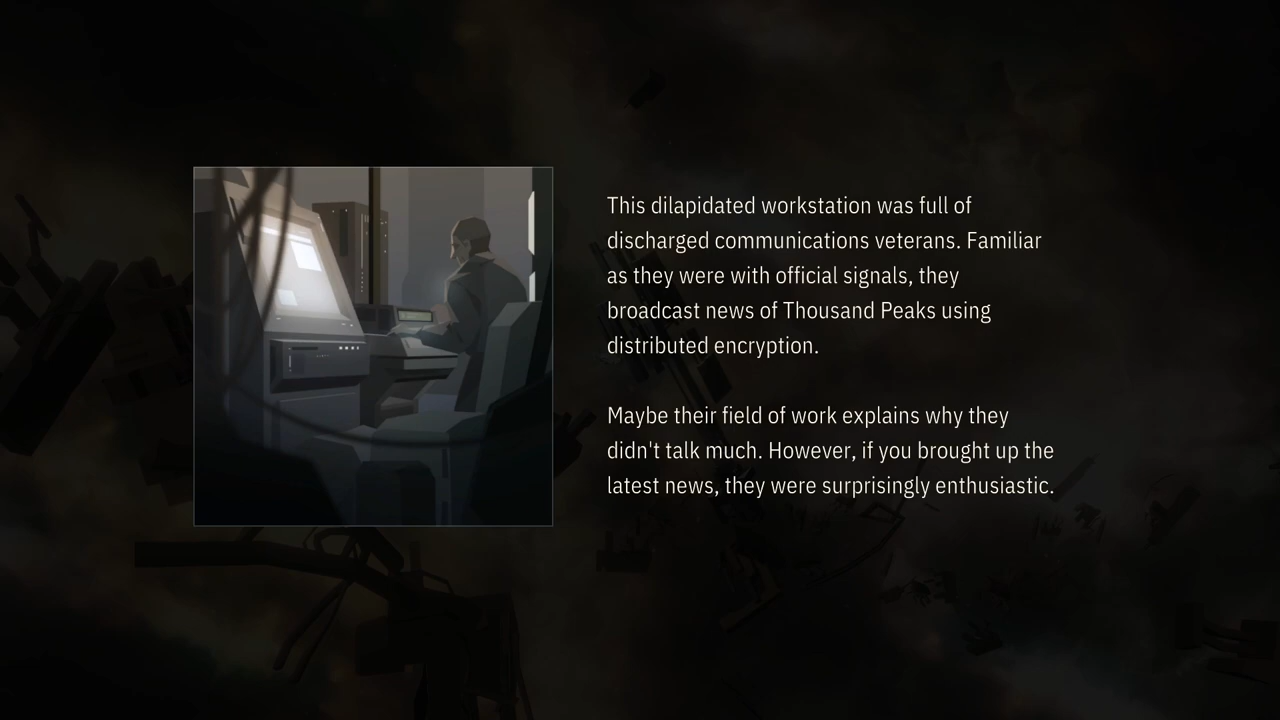 This dilapidated workstation was full of
discharged communications veterans. Familiar
as they were with official signals, they
broadcast news of Thousand Peaks using
distributed encryption.
Maybe their field of work explains why they
didn't talk much. However, if you brought up the
latest news, they were surprisingly enthusiastic.